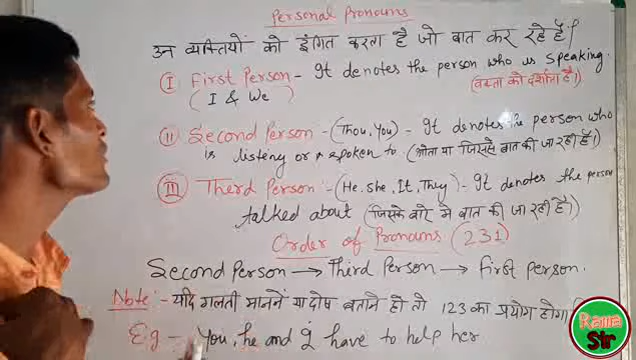 Personal Pronouns
उन व्यक्तियों को इंगित करता है जो बात कर रहे हैं।
(I) First Person - It denotes the person who is speaking.
(I & We) (वक्ता को दर्शाता है।)
(II) Second Person - (Thou, You) - It denotes the person who
is listeny or spoken to. (श्रोता या जिससे बात की जा रही है।)
(III) Third Person - (He, She, It, They) - It denotes the person
talked about (जिसके बारे में बात की जा रही है।)
Order of Pronouns (231)
Second Person → Third Person → First person.
Note - यदि गलती मानने या दोष बताने हो तो 123 का प्रयोग होगा।
E.g - You, he and I have to help her
Rama
Sir